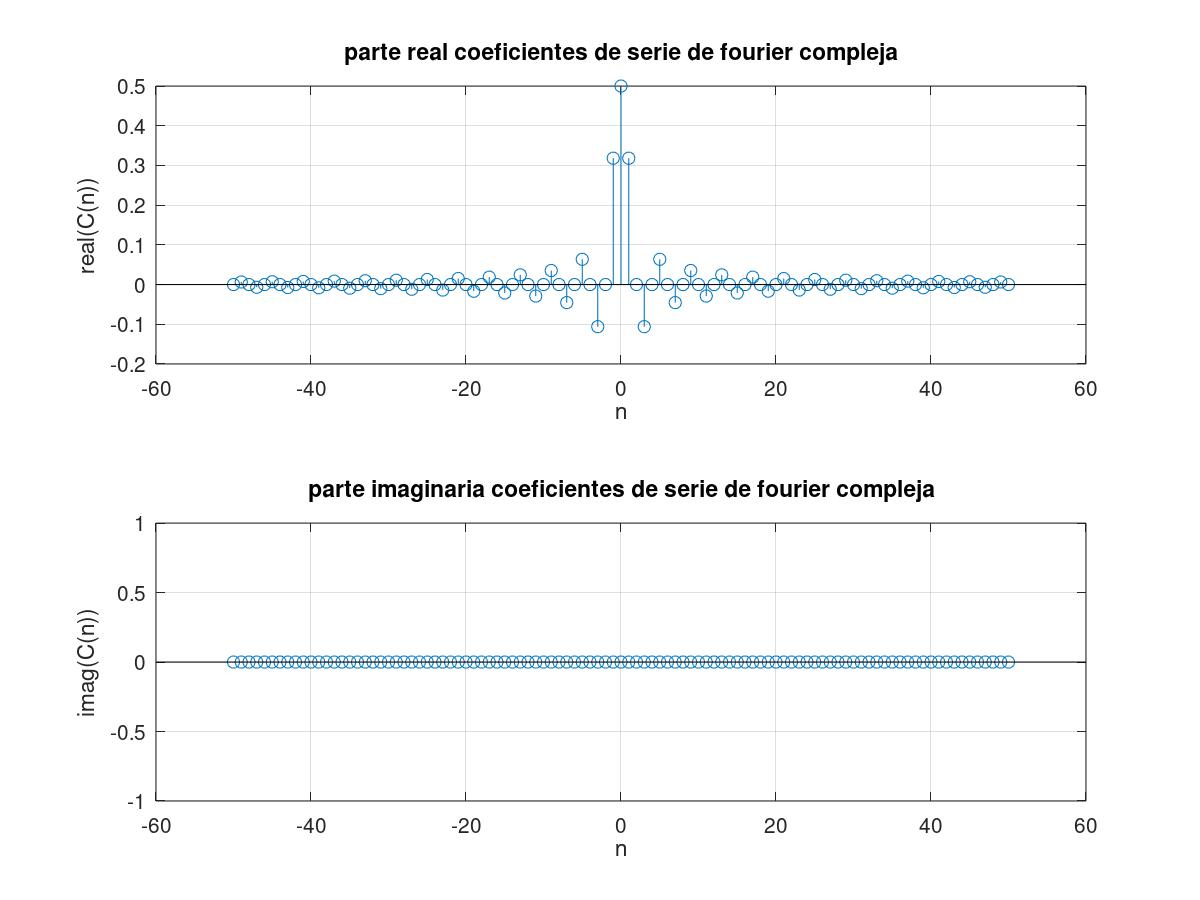 parte real coeficientes de serie de fourier compleja
0.5
0.4
0.3
0.2
0.1
0
-0.1
-0.2
real(C(n))
-60 -40 -20 0 20 40 60
n
parte imaginaria coeficientes de serie de fourier compleja
1
0.5
0
-0.5
-1
imag(C(n))
-60 -40 -20 0 20 40 60
n